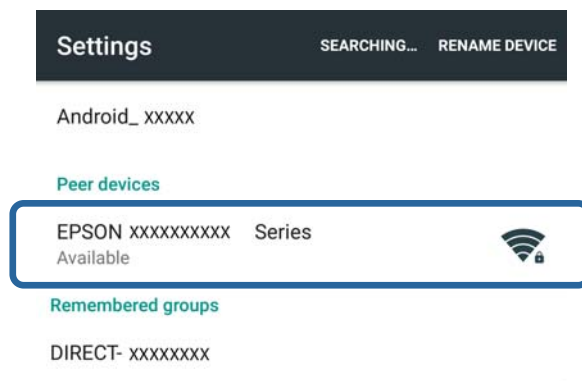 Settings SEARCHING... RENAME DEVICE
Android_ xxxxx
Peer devices
EPSON xxxxxxxxxx Series
Available
Remembered groups
DIRECT- xxxxxxxx